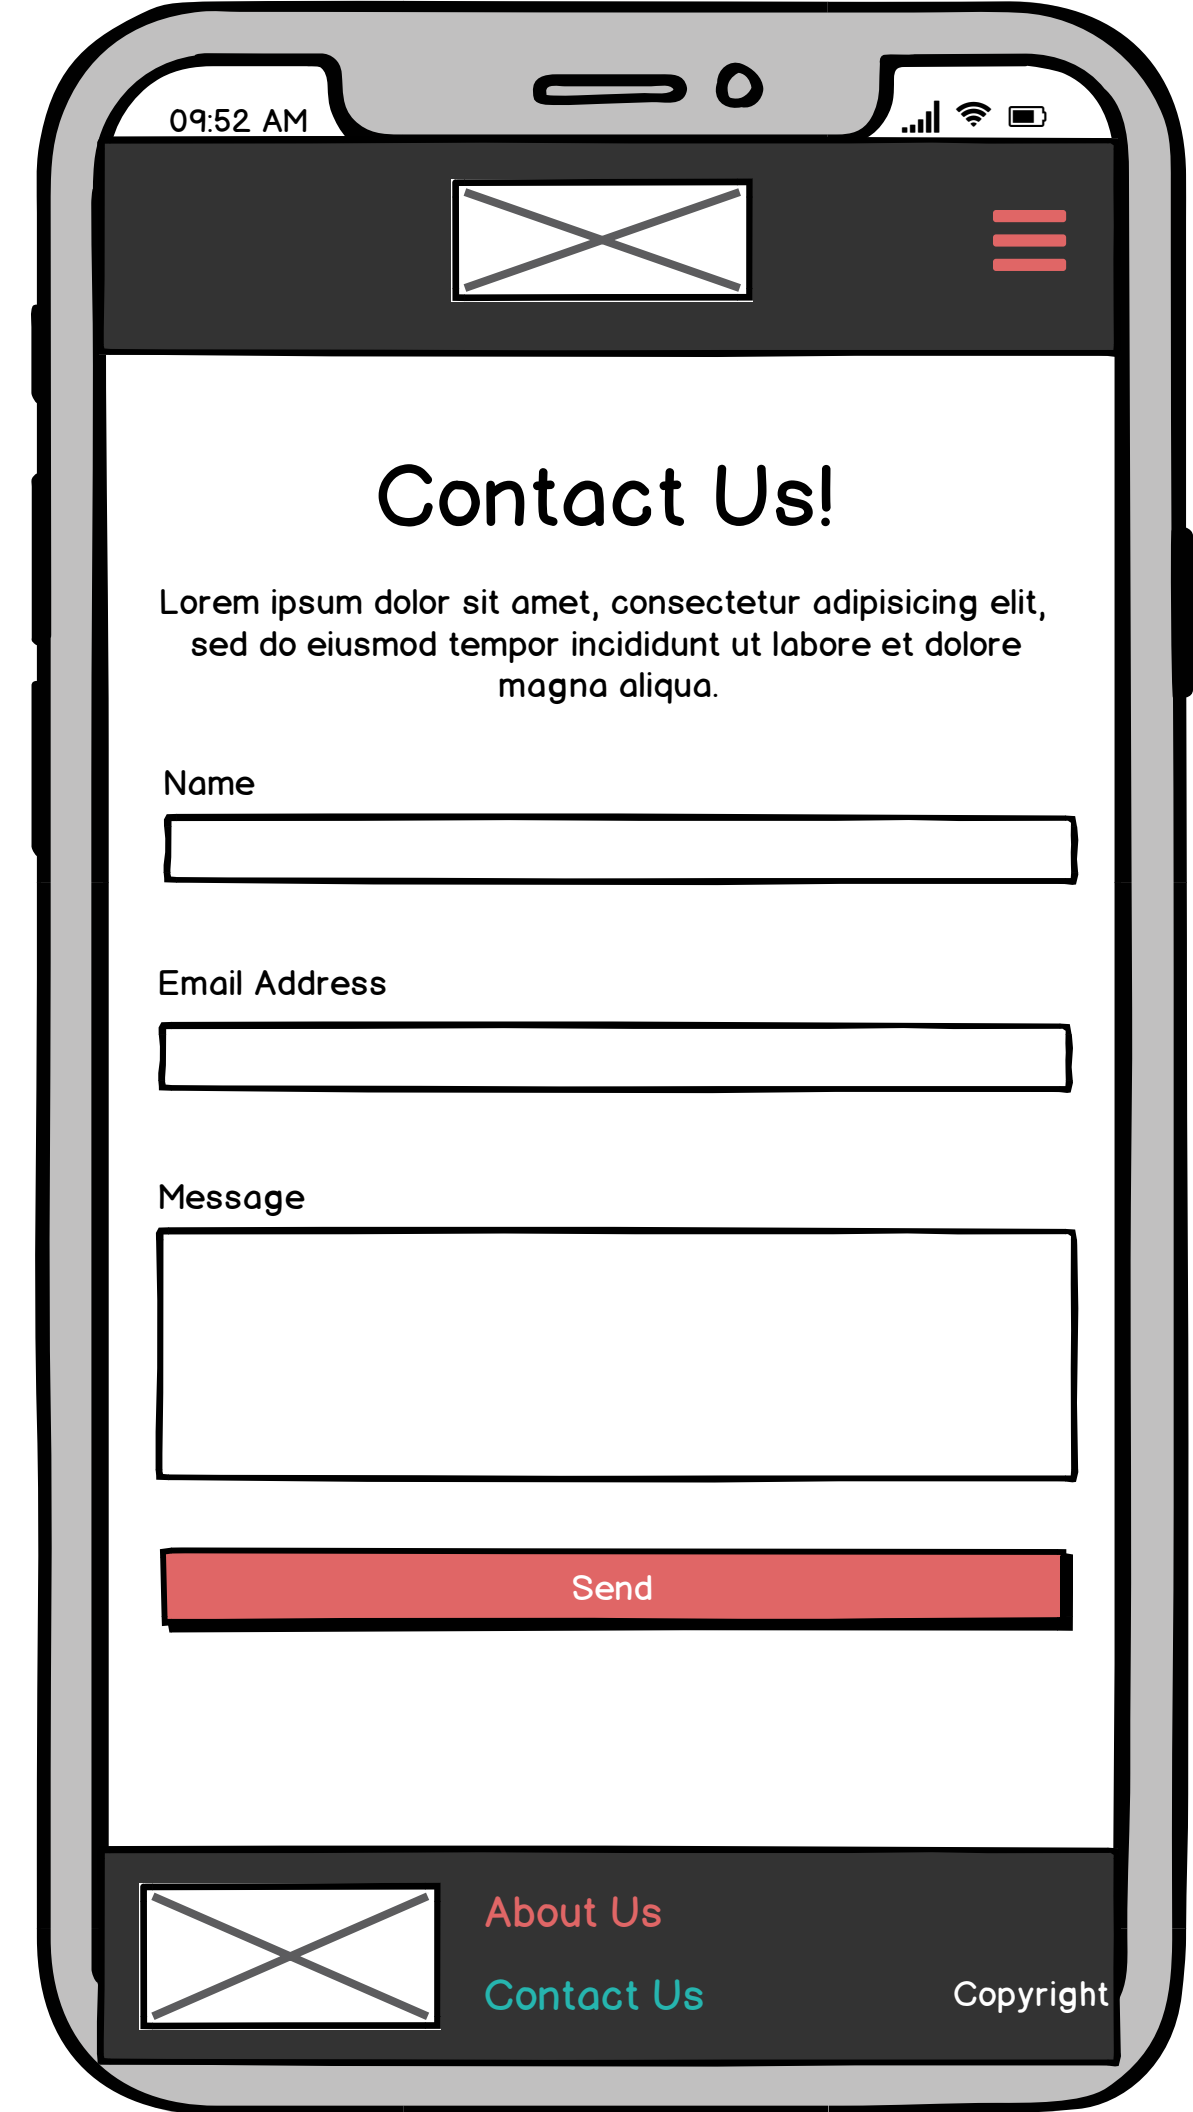 09:52 AM
Contact Us!
Lorem ipsum dolor sit amet, consectetur adipisicing elit,
sed do eiusmod tempor incididunt ut labore et dolore
magna aliqua.
Name
Email Address
Message
Send
About Us
Contact Us
Copyright